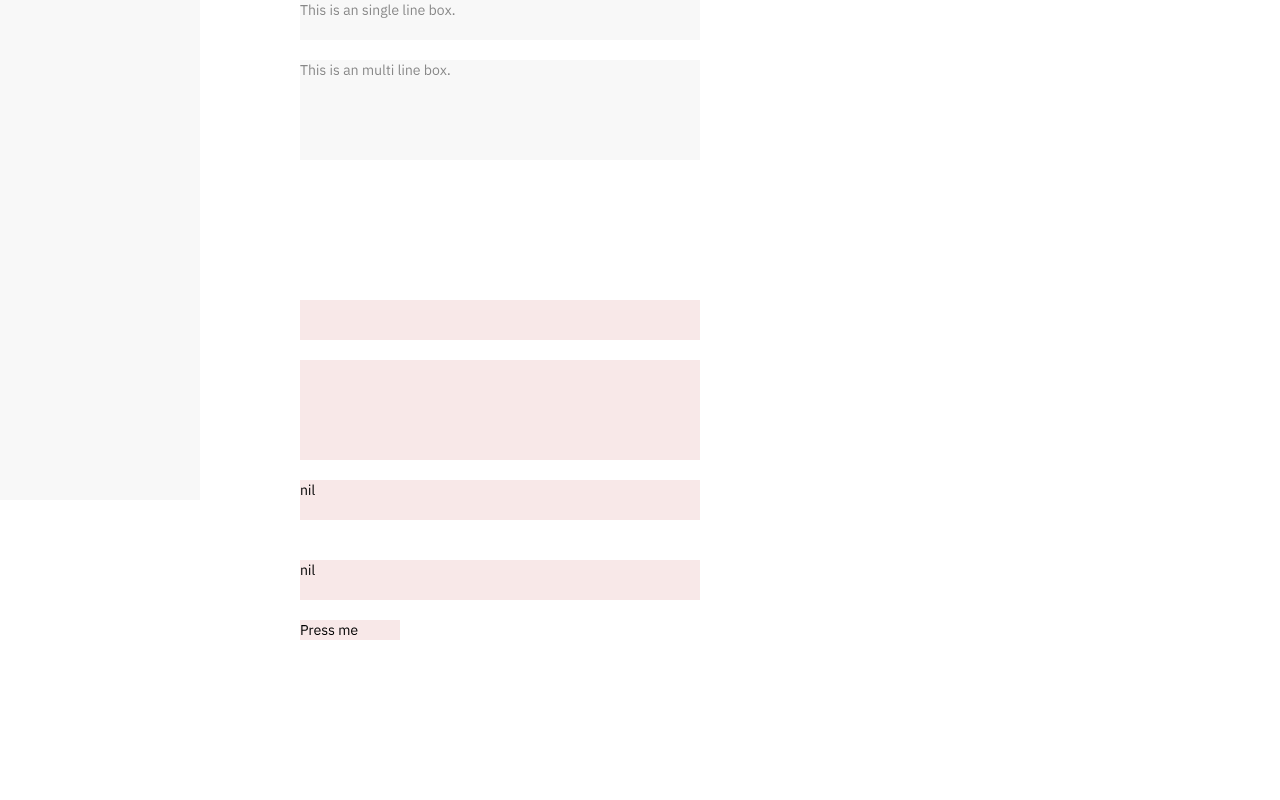 This is an single line box.
This is an multi line box.
nil
nil
Press me